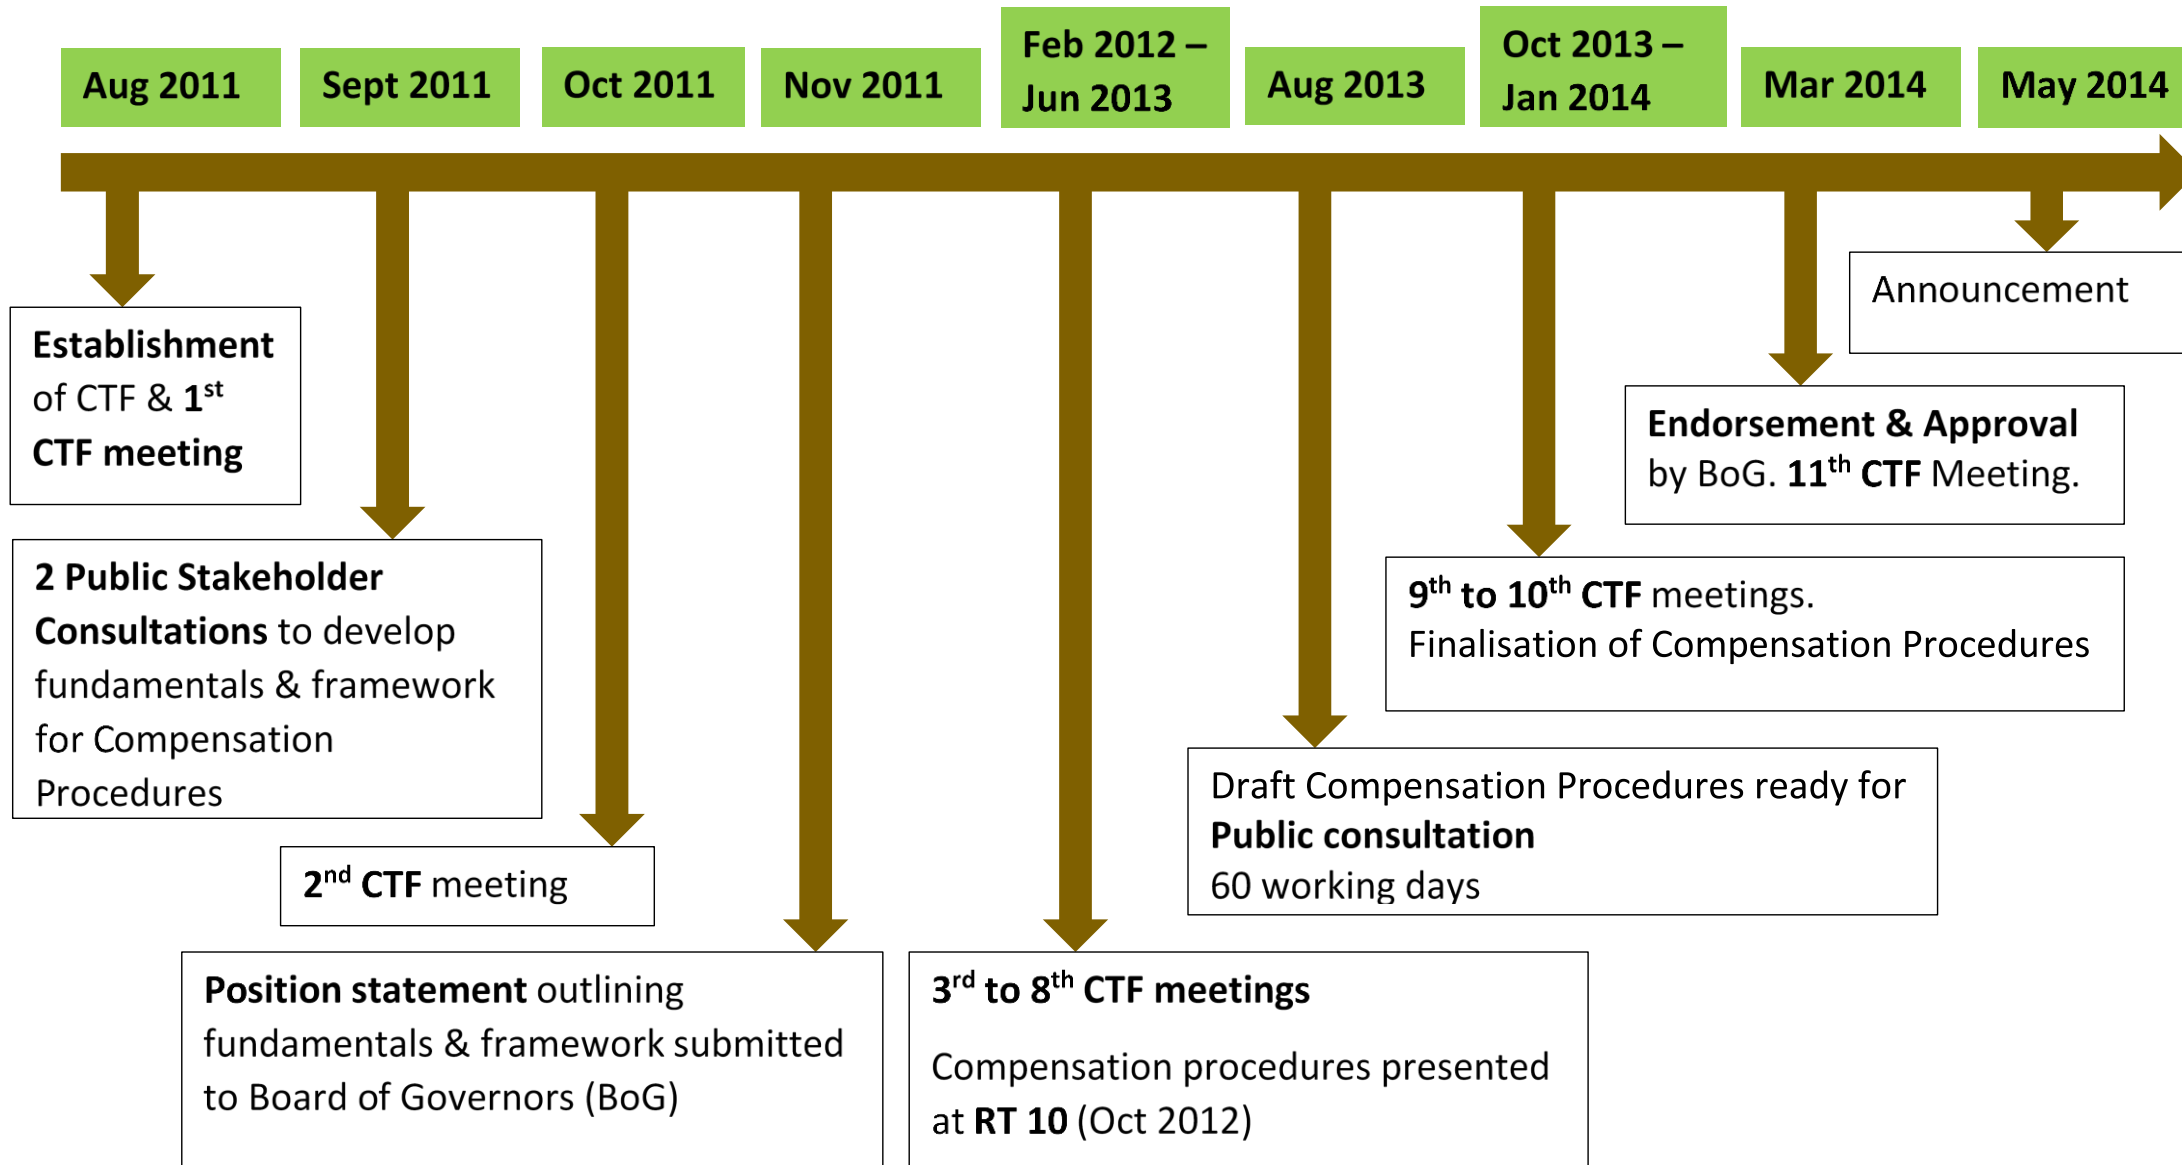 Aug 2011
Sept 2011
Oct 2011
Nov 2011
Feb 2012 –
Jun 2013
Aug 2013
Oct 2013 –
Jan 2014
Mar 2014
May 2014
Announcement
Establishment
of CTF & 1st
CTF meeting
Endorsement & Approval
by BoG. 11th CTF Meeting.
2 Public Stakeholder
Consultations to develop
fundamentals & framework
for Compensation
Procedures
9th to 10th CTF meetings.
Finalisation of Compensation Procedures
Draft Compensation Procedures ready for
Public consultation
60 working days
2nd CTF meeting
Position statement outlining
fundamentals & framework submitted
to Board of Governors (BoG)
3rd to 8th CTF meetings
Compensation procedures presented
at RT 10 (Oct 2012)